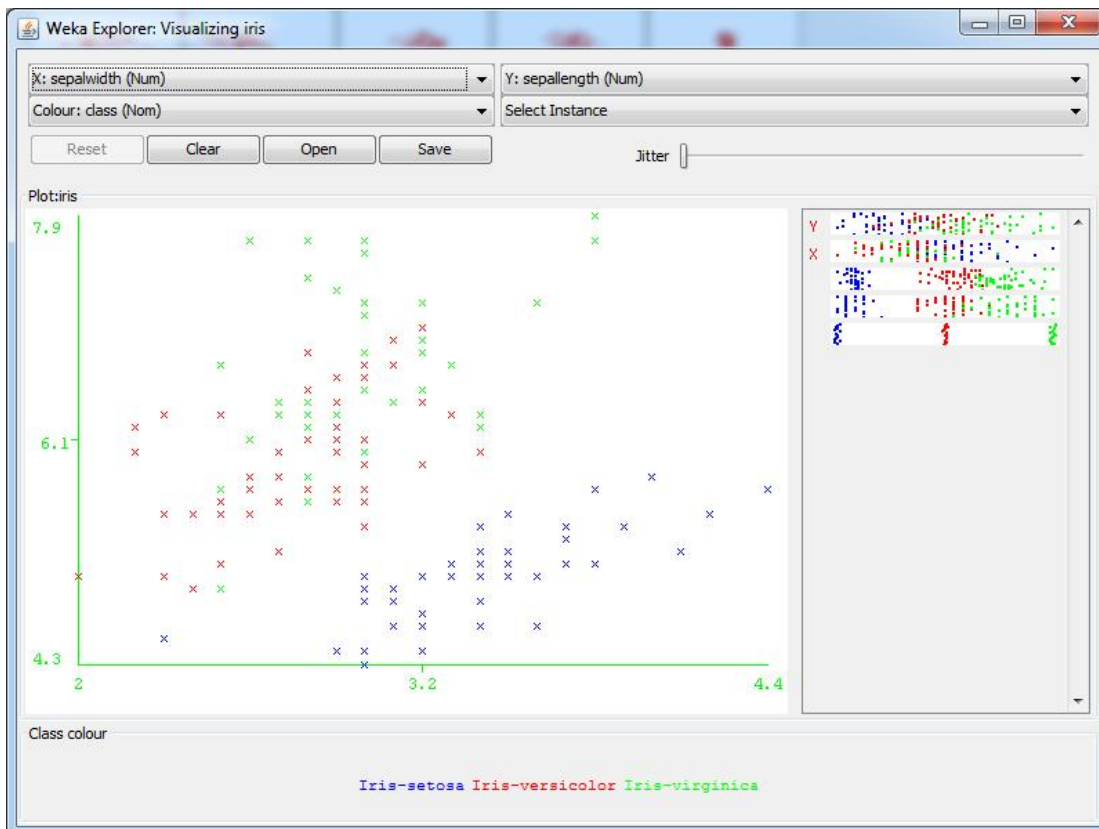 Weka Explorer: Visualizing iris
X: sepalwidth (Num)
Y: sepallength (Num)
Colour: class (Nom)
Select Instance
Reset
Clear
Open
Save
Jitter
Plot:iris
7.9
6.1
4.3
2
3.2
4.4
Y
X
Class colour
Iris-setosa Iris-versicolor Iris-virginica